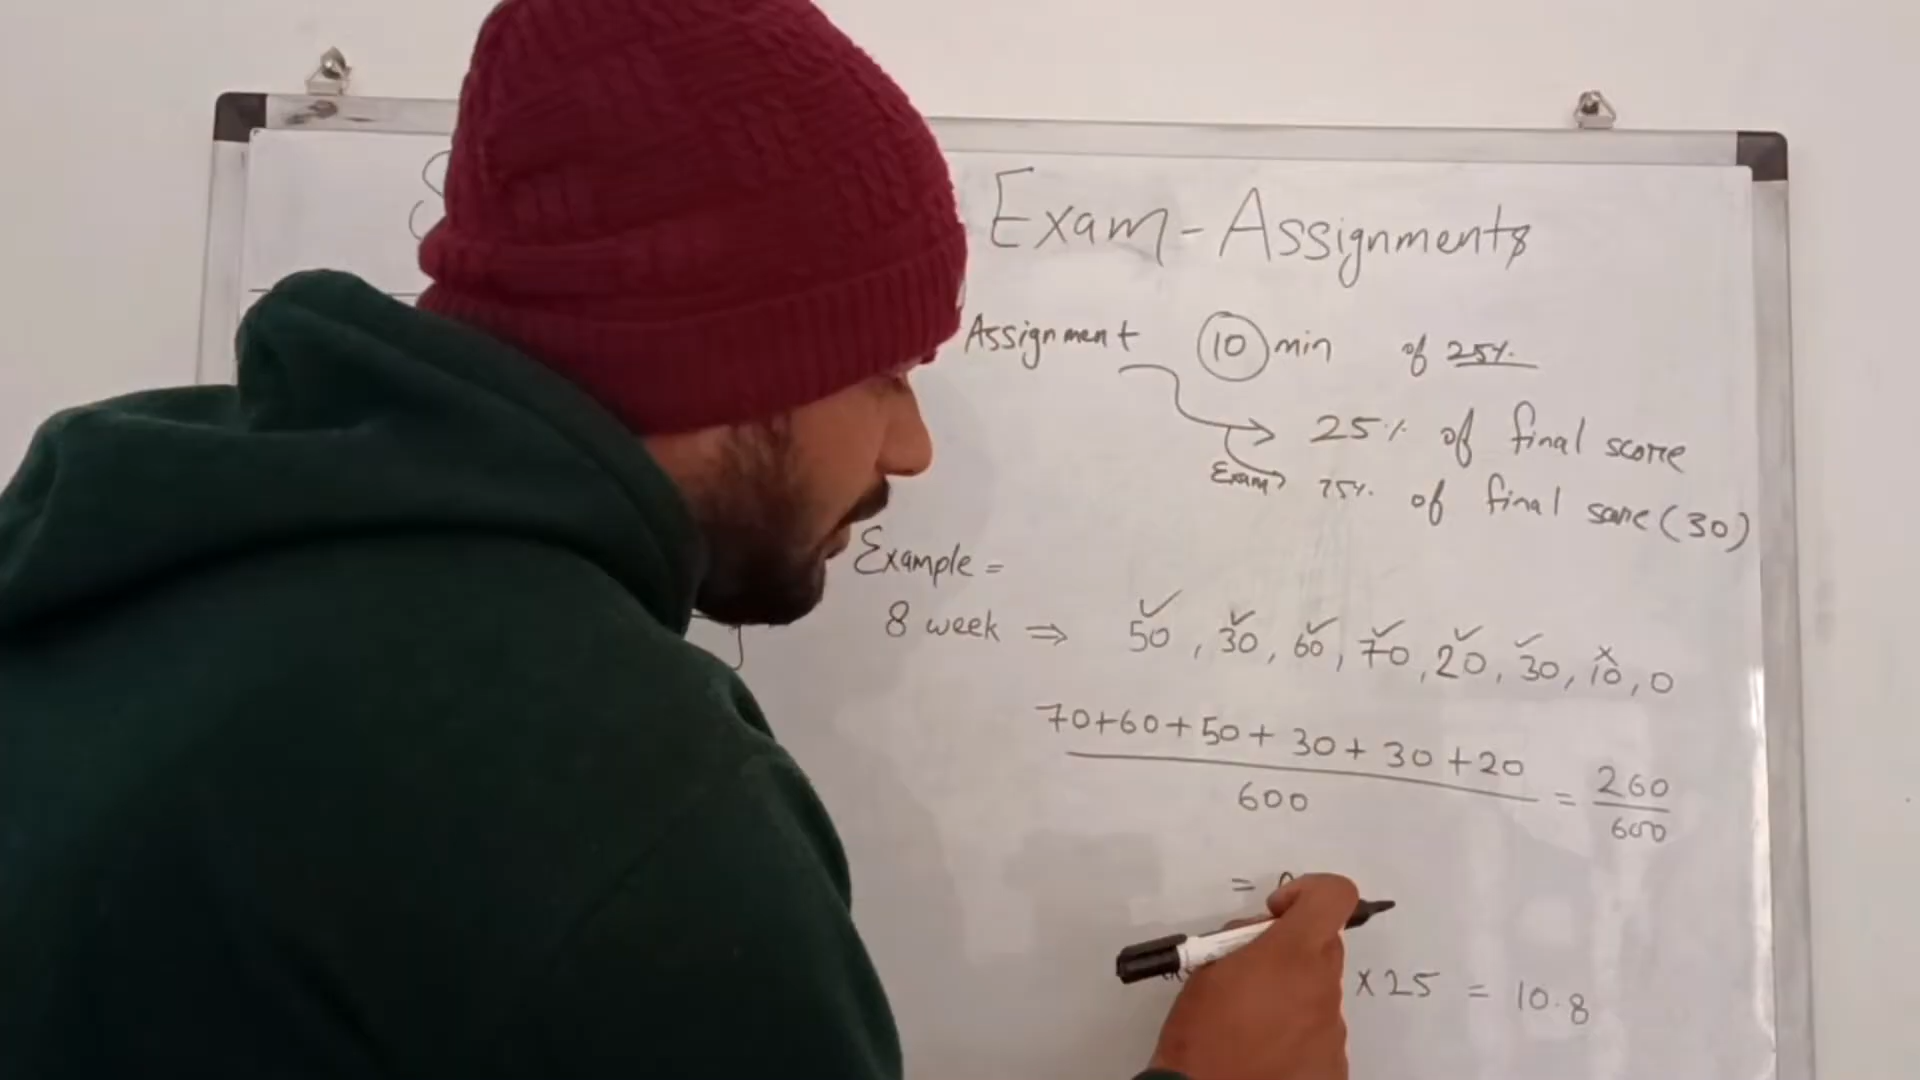 Exam - Assignments
Assignment 10 min of 25%
25% of final score
Exam 75% of final score (30)
Example =
8 week ⇒ 50, 30, 60, 70, 20, 30, 10, 0
70+60+50+30+30+20
600
= 260
600
=
×25 = 10.8